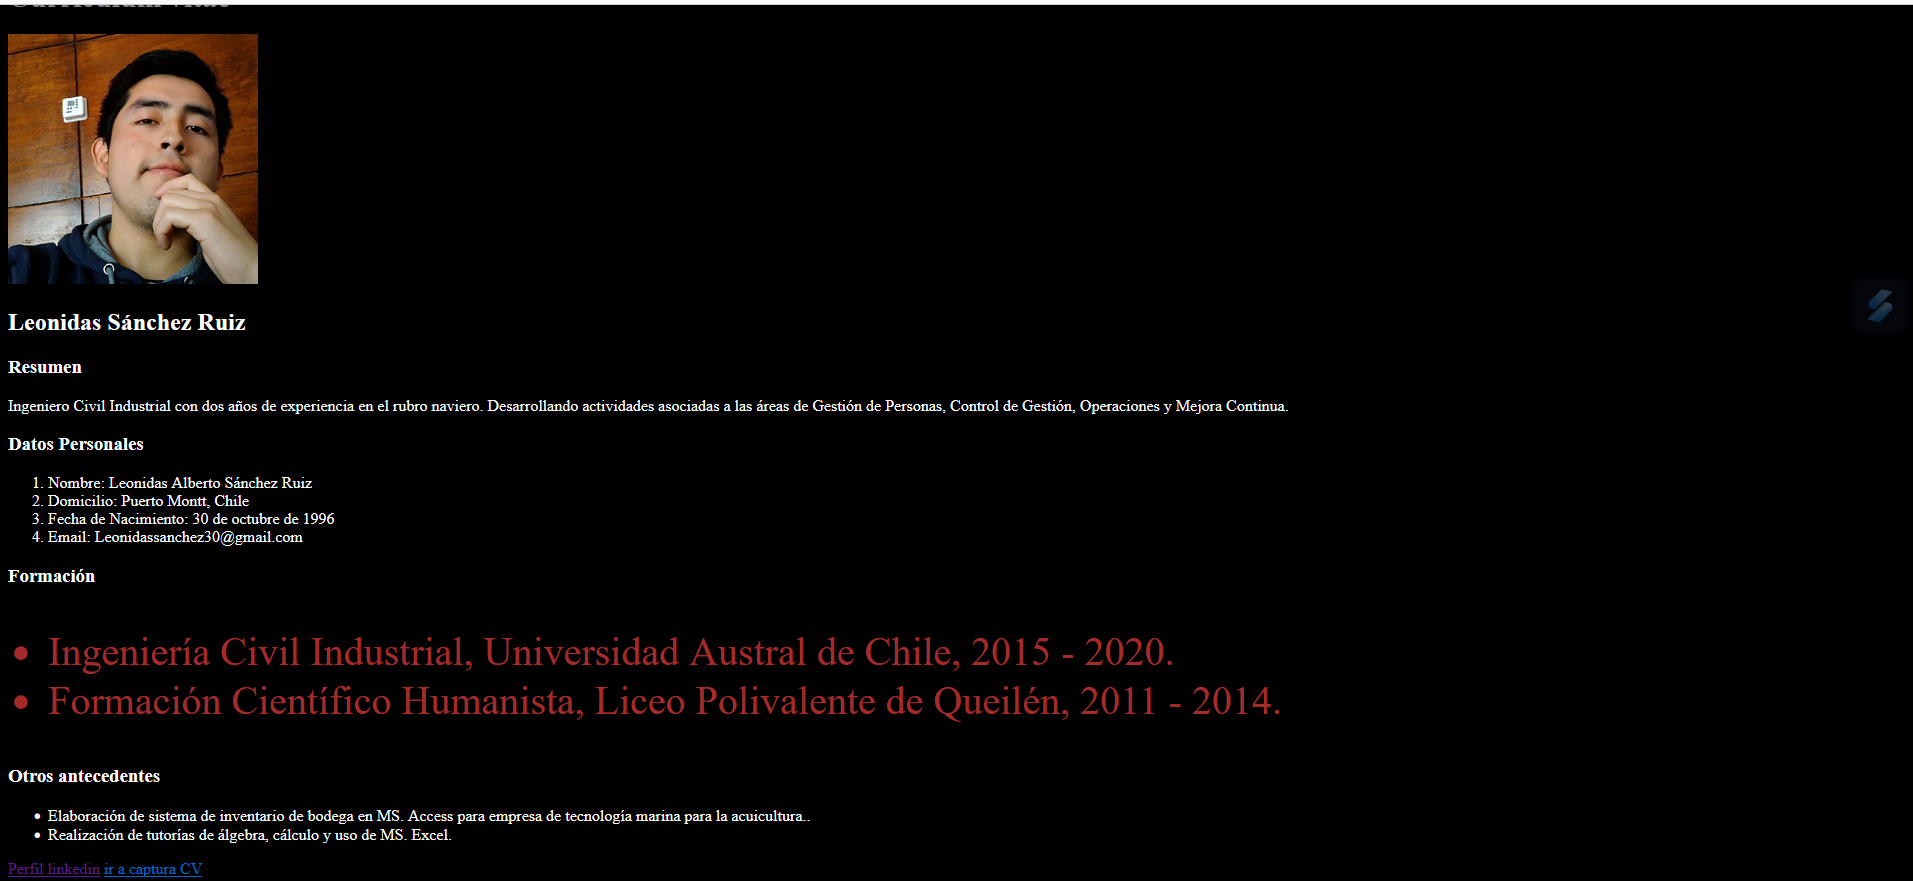 Curriculum vitae
Leonidas Sánchez Ruiz
Resumen
Ingeniero Civil Industrial con dos años de experiencia en el rubro naviero. Desarrollando actividades asociadas a las áreas de Gestión de Personas, Control de Gestión, Operaciones y Mejora Continua.
Datos Personales
1. Nombre: Leonidas Alberto Sánchez Ruiz
2. Domicilio: Puerto Montt, Chile
3. Fecha de Nacimiento: 30 de octubre de 1996
4. Email: Leonidassanchez30@gmail.com
Formación
• Ingeniería Civil Industrial, Universidad Austral de Chile, 2015 - 2020.
• Formación Científico Humanista, Liceo Polivalente de Queilén, 2011 - 2014.
Otros antecedentes
• Elaboración de sistema de inventario de bodega en MS. Access para empresa de tecnología marina para la acuicultura..
• Realización de tutorías de álgebra, cálculo y uso de MS. Excel.
Perfil linkedin ir a captura CV